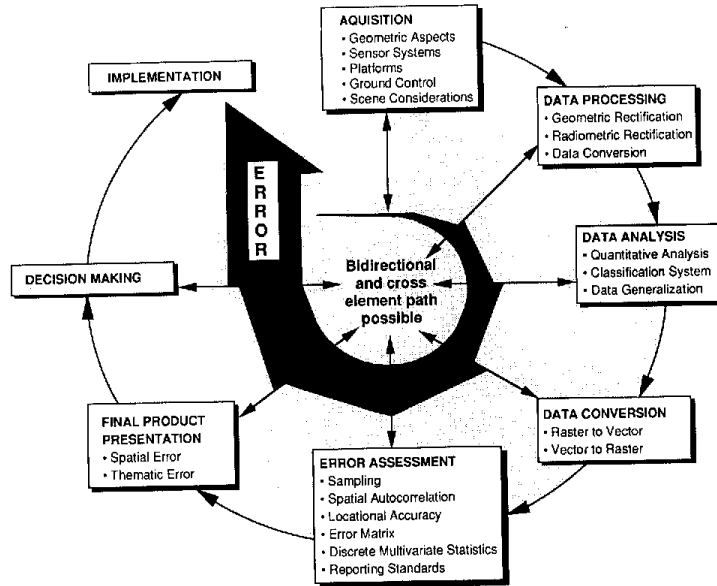 AQUISITION
• Geometric Aspects
• Sensor Systems
• Platforms
• Ground Control
• Scene Considerations
IMPLEMENTATION
DATA PROCESSING
• Geometric Rectification
• Radiometric Rectification
• Data Conversion
ERROR
DATA ANALYSIS
• Quantitative Analysis
• Classification System
• Data Generalization
DECISION MAKING
Bidirectional
and cross
element path
possible
FINAL PRODUCT
PRESENTATION
• Spatial Error
• Thematic Error
DATA CONVERSION
• Raster to Vector
• Vector to Raster
ERROR ASSESSMENT
• Sampling
• Spatial Autocorrelation
• Locational Accuracy
• Error Matrix
• Discrete Multivariate Statistics
• Reporting Standards